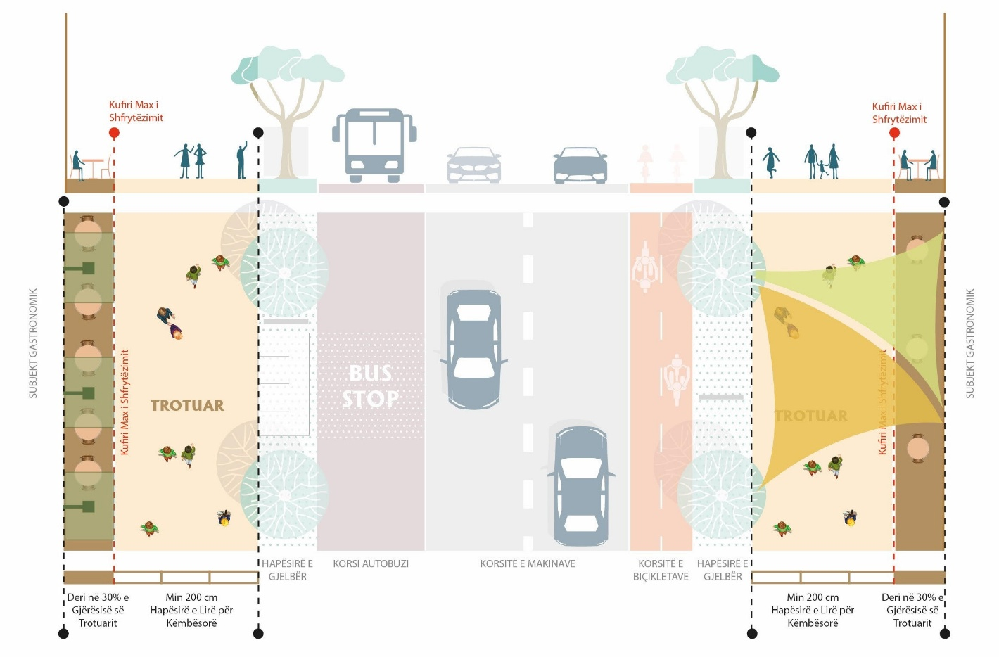 Kufiri Max i
Shfrytëzimit
Kufiri Max i
Shfrytëzimit
SUBJEKT GASTRONOMIK
Kufiri Max i Shfrytëzimit
TROTUAR
BUS
STOP
TROTUAR
Kufiri Max i Shfrytëzimit
SUBJEKT GASTRONOMIK
HAPËSIRË E
GJELBËR
KORSI AUTOBUZI
KORSITË E MAKINAVE
KORSITË E
BIÇIKLETAVE
HAPËSIRË E
GJELBËR
Deri në 30% e
Gjërësisë së
Trotuarit
Min 200 cm
Hapësirë e Lirë për
Këmbësorë
Min 200 cm
Hapësirë e Lirë për
Këmbësorë
Deri në 30% e
Gjërësisë së
Trotuarit